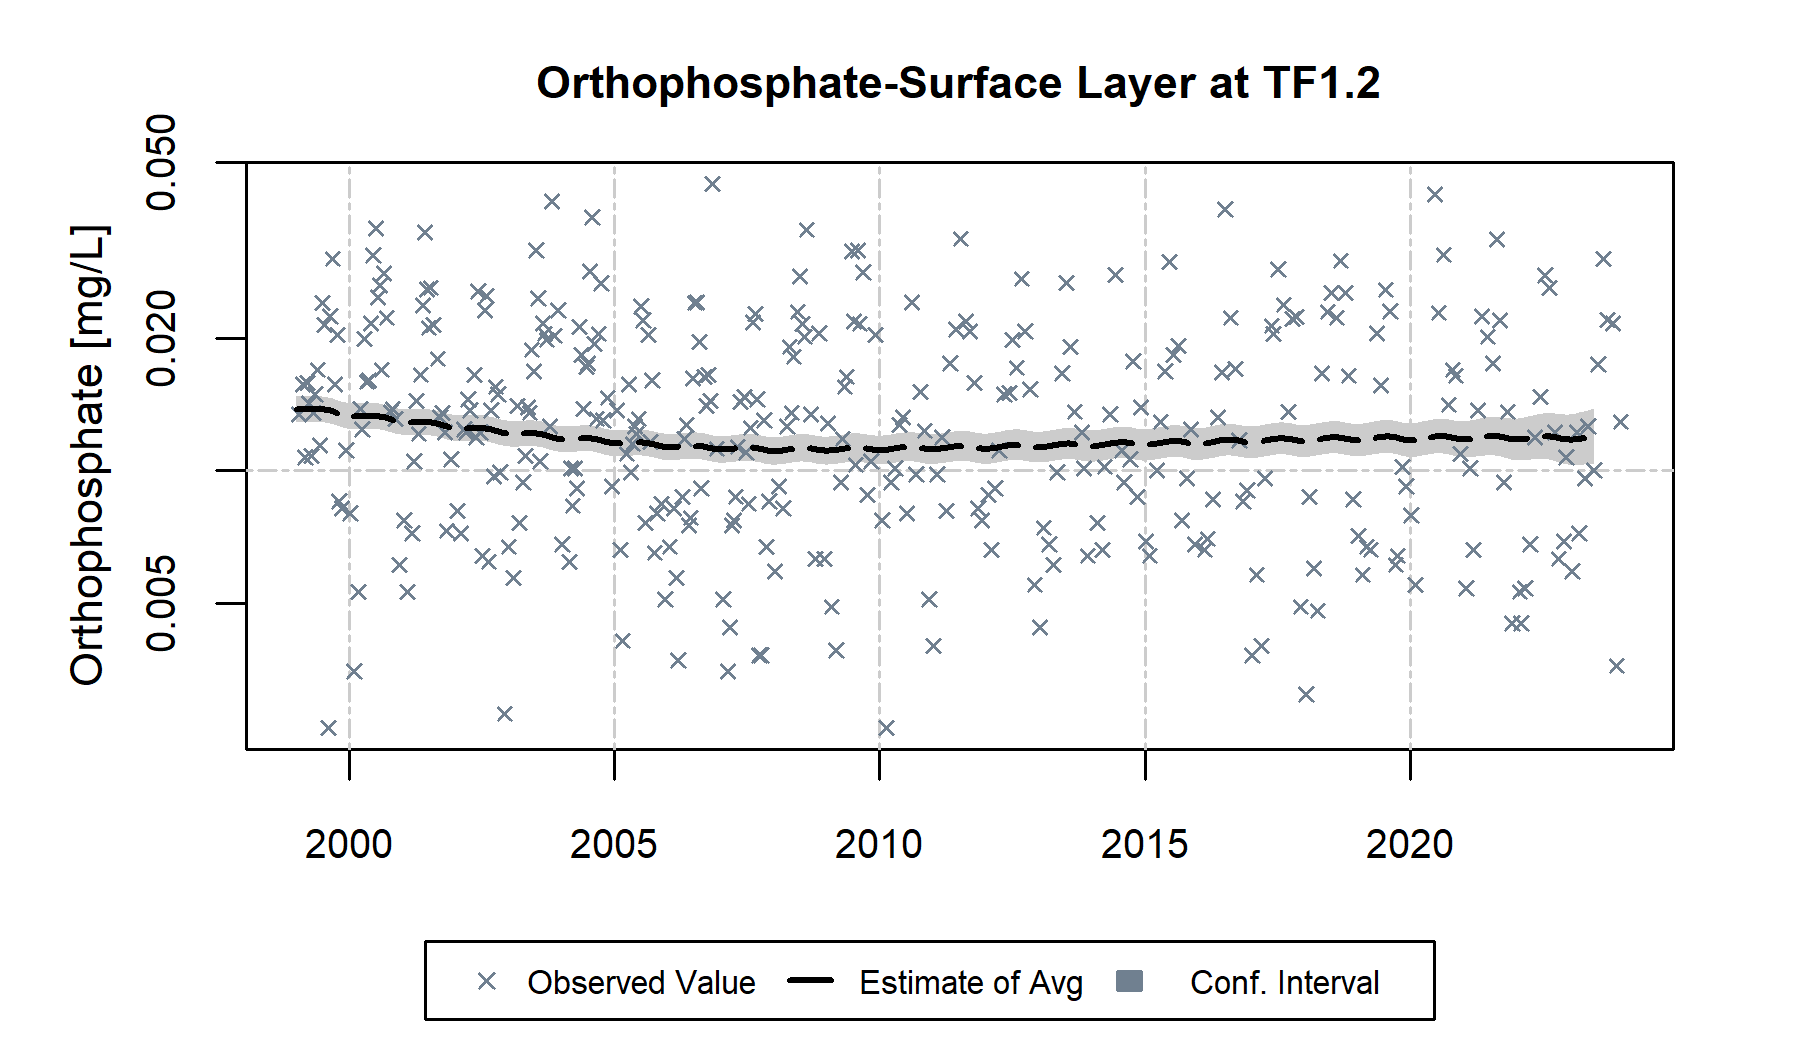 Orthophosphate-Surface Layer at TF1.2
Orthophosphate [mg/L]
0.050
0.020
0.005
2000 2005 2010 2015 2020
Observed Value Estimate of Avg Conf. Interval